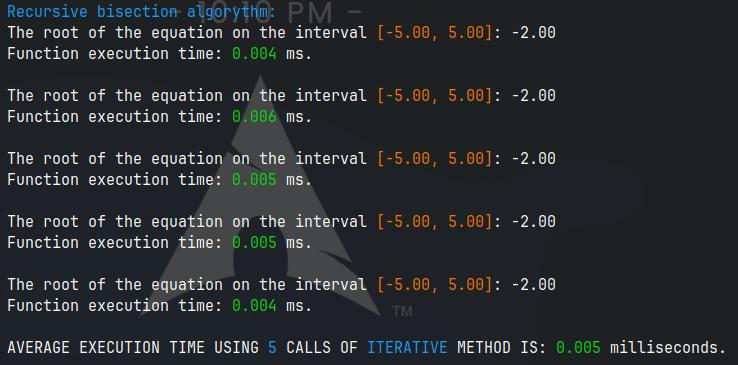 - 10:10 PM -
Recursive bisection algorythm:
The root of the equation on the interval [-5.00, 5.00]: -2.00
Function execution time: 0.004 ms.
The root of the equation on the interval [-5.00, 5.00]: -2.00
Function execution time: 0.006 ms.
The root of the equation on the interval [-5.00, 5.00]: -2.00
Function execution time: 0.005 ms.
The root of the equation on the interval [-5.00, 5.00]: -2.00
Function execution time: 0.005 ms.
The root of the equation on the interval [-5.00, 5.00]: -2.00
Function execution time: 0.004 ms.
TM
AVERAGE EXECUTION TIME USING 5 CALLS OF ITERATIVE METHOD IS: 0.005 milliseconds.